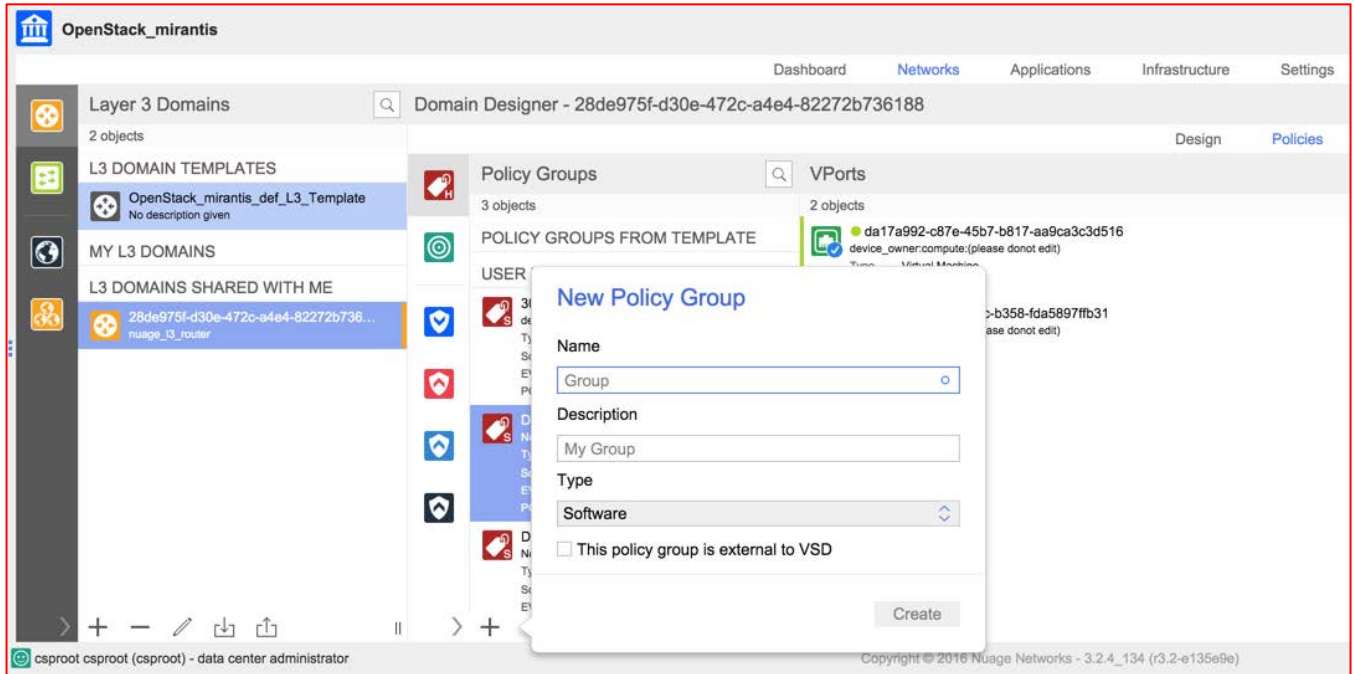 OpenStack_mirantis
Dashboard Networks Applications Infrastructure Settings
Layer 3 Domains
Domain Designer - 28de975f-d30e-472c-a4e4-82272b736188
2 objects
Design Policies
L3 DOMAIN TEMPLATES
OpenStack_mirantis_def_L3_Template
No description given
MY L3 DOMAINS
L3 DOMAINS SHARED WITH ME
28de975f-d30e-472c-a4e4-82272b736...
nuage_l3_router
H
Policy Groups
3 objects
POLICY GROUPS FROM TEMPLATE
USER
S
S
S
VPorts
2 objects
da17a992-c87e-45b7-b817-aa9ca3c3d516
device_owner:compute:(please donot edit)
Type Virtual Machine
-b358-fda5897ffb31
ase donot edit)
New Policy Group
Name
Group
Description
My Group
Type
Software
This policy group is external to VSD
Create
csproot csproot (csproot) - data center administrator
Copyright © 2016 Nuage Networks - 3.2.4_134 (r3.2-e135e9e)